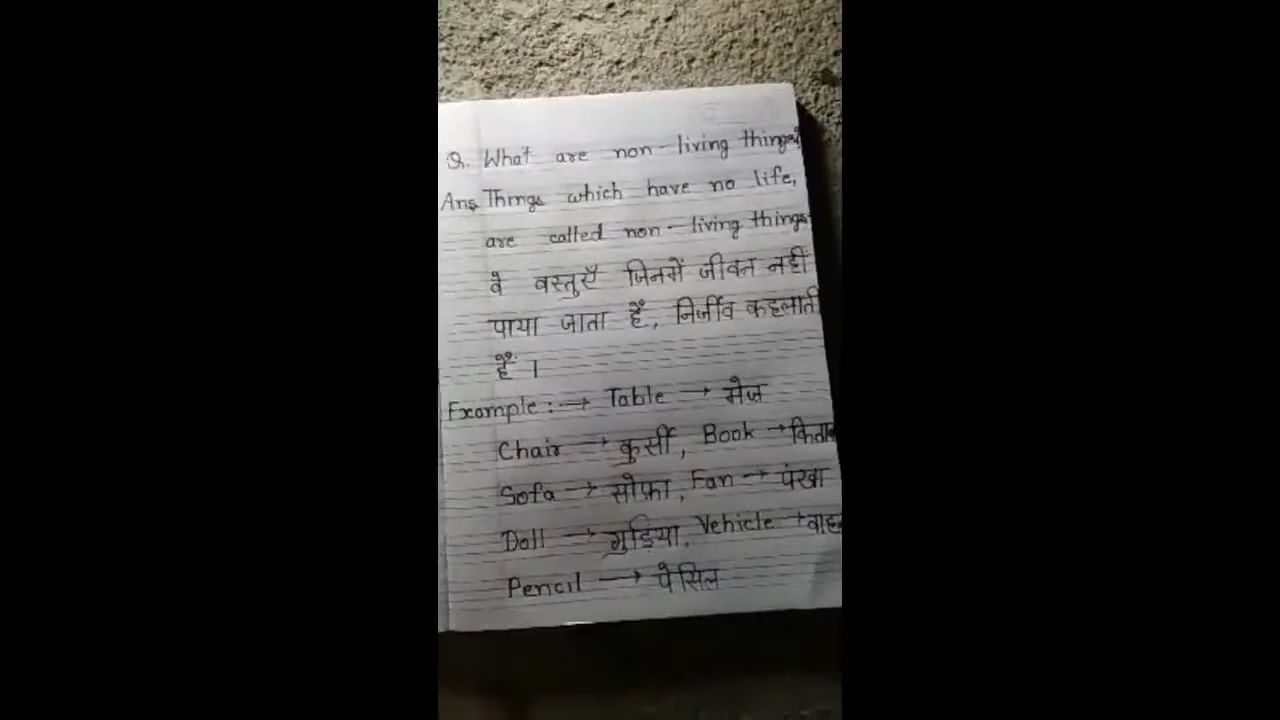 Q. What are non-living things?
Ans Things which have no life,
are called non-living things.
वे वस्तुएँ जिनमें जीवन नहीं
पाया जाता हैं, निर्जीव कहलाती
हैं ।
Example :→ Table → मेज
Chair → कुर्सी, Book → किताब
Sofa → सोफ़ा, Fan → पंखा
Doll → गुड़िया, Vehicle → वाहन
Pencil → पेंसिल